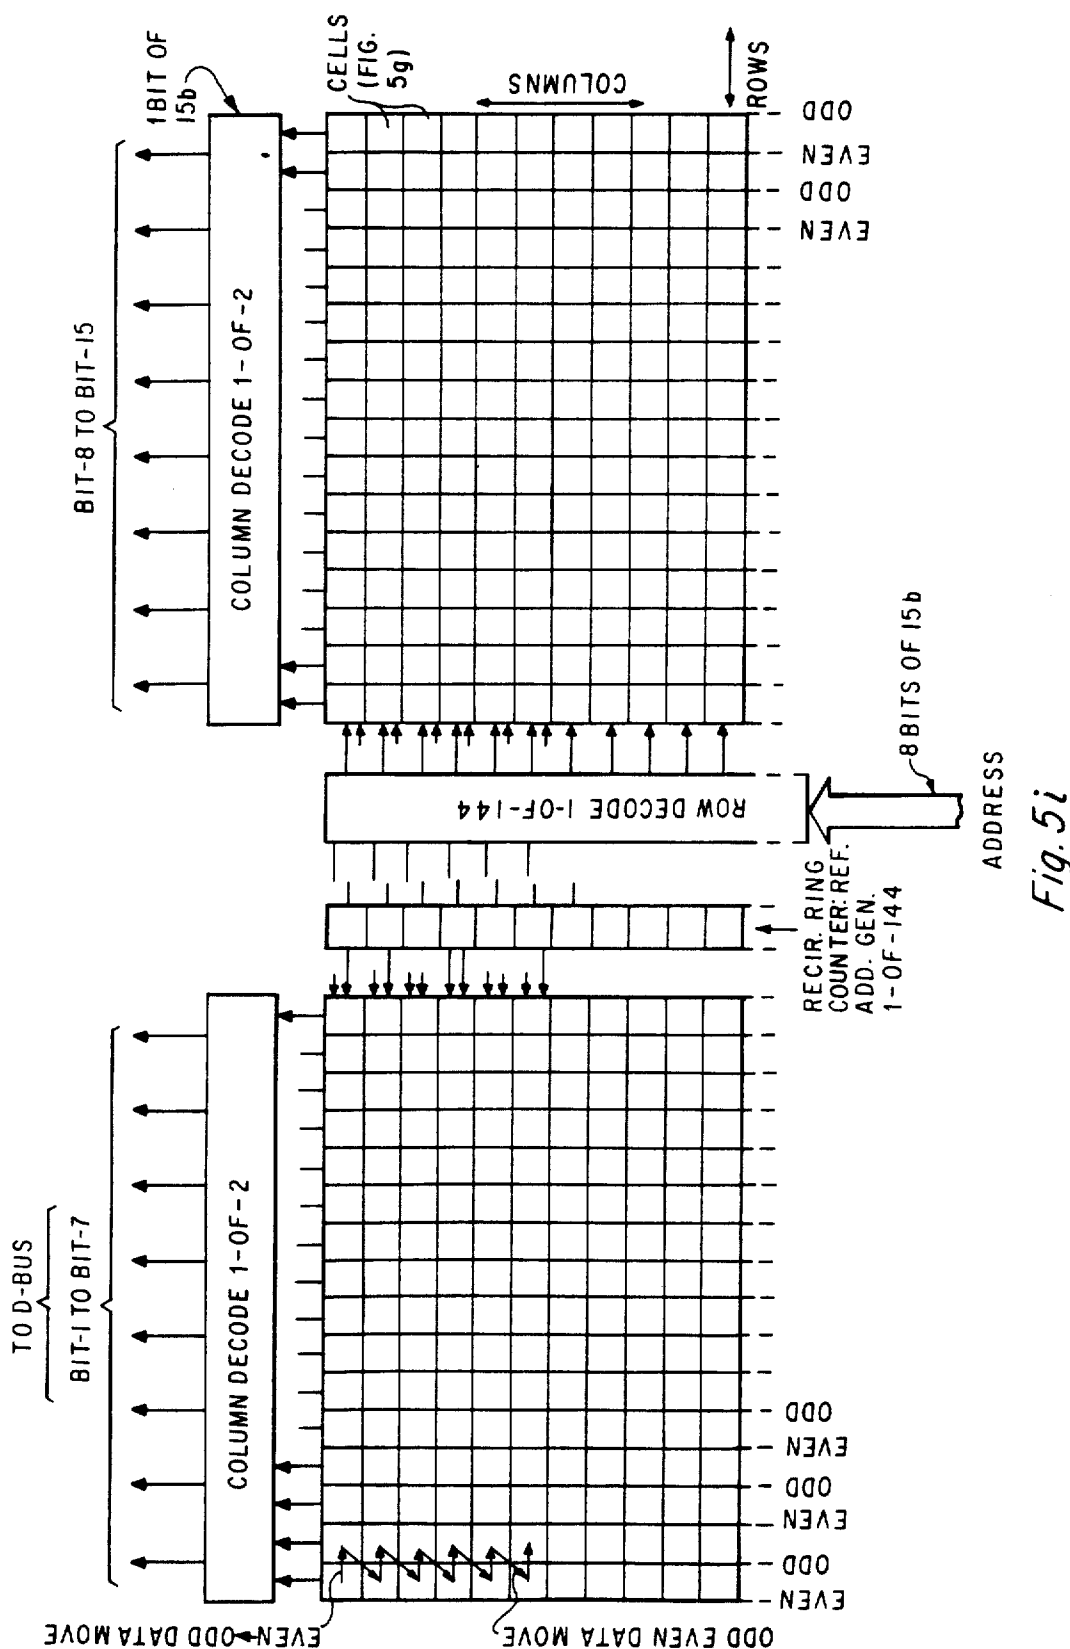 TO D-BUS
BIT-1 TO BIT-7
BIT-8 TO BIT-15
1 BIT OF
15b
COLUMN DECODE 1-OF-2
COLUMN DECODE 1-OF-2
CELLS
(FIG.
5g)
COLUMNS
ROWS
EVEN→ODD DATA MOVE
ODD EVEN DATA MOVE
ROW DECODE 1-OF-144
EVEN
ODD
EVEN
ODD
EVEN
ODD
EVEN
ODD
EVEN
ODD
RECIR. RING
COUNTER: REF.
ADD. GEN.
1-OF-144
8 BITS OF 15b
ADDRESS
Fig. 5i